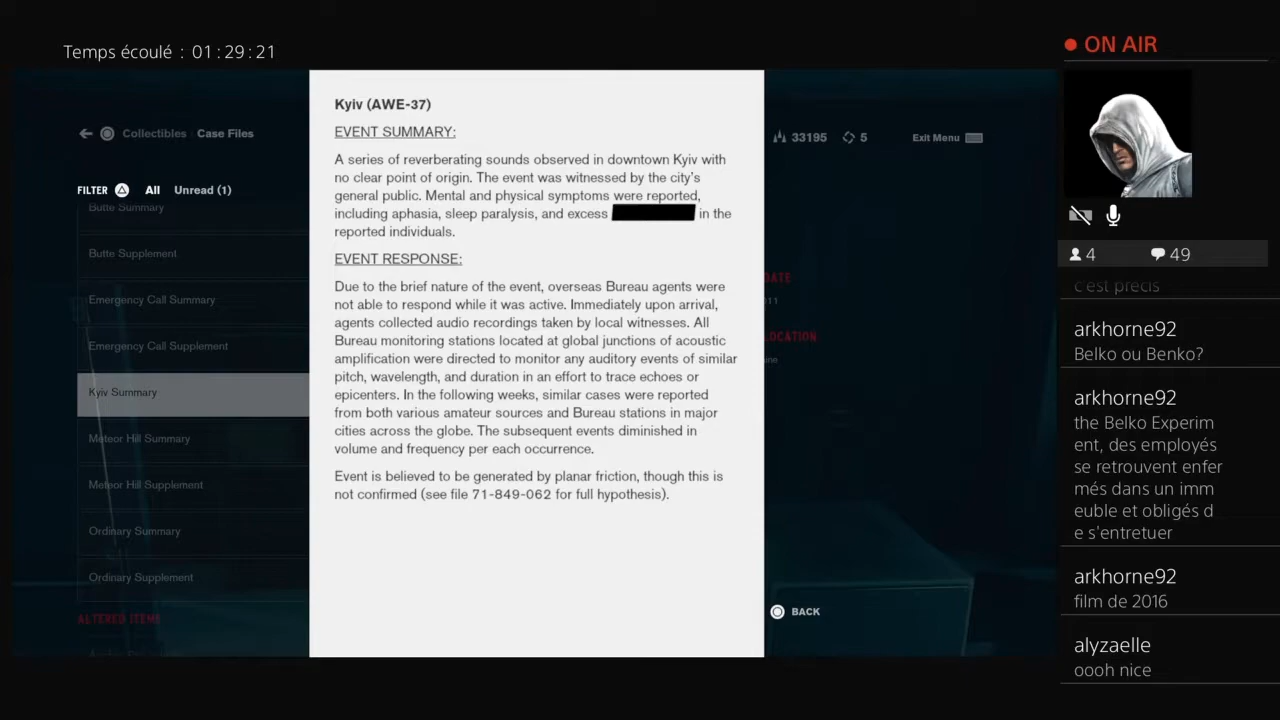 Temps écoulé : 01:29:21
ON AIR
Collectibles Case Files
33195 5 Exit Menu
FILTER All Unread (1)
Butte Summary
Butte Supplement
Emergency Call Summary
Emergency Call Supplement
Kyiv Summary
Meteor Hill Summary
Meteor Hill Supplement
Ordinary Summary
Ordinary Supplement
ALTERED ITEMS
Kyiv (AWE-37)
EVENT SUMMARY:
A series of reverberating sounds observed in downtown Kyiv with
no clear point of origin. The event was witnessed by the city's
general public. Mental and physical symptoms were reported,
including aphasia, sleep paralysis, and excess in the
reported individuals.
EVENT RESPONSE:
Due to the brief nature of the event, overseas Bureau agents were
not able to respond while it was active. Immediately upon arrival,
agents collected audio recordings taken by local witnesses. All
Bureau monitoring stations located at global junctions of acoustic
amplification were directed to monitor any auditory events of similar
pitch, wavelength, and duration in an effort to trace echoes or
epicenters. In the following weeks, similar cases were reported
from both various amateur sources and Bureau stations in major
cities across the globe. The subsequent events diminished in
volume and frequency per each occurrence.
Event is believed to be generated by planar friction, though this is
not confirmed (see file 71-849-062 for full hypothesis).
LOCATION
BACK
4 49
c'est précis
arkhorne92
Belko ou Benko?
arkhorne92
the Belko Experim
ent, des employés
se retrouvent enfer
més dans un imm
euble et obligés d
e s'entretuer
arkhorne92
film de 2016
alyzaelle
oooh nice